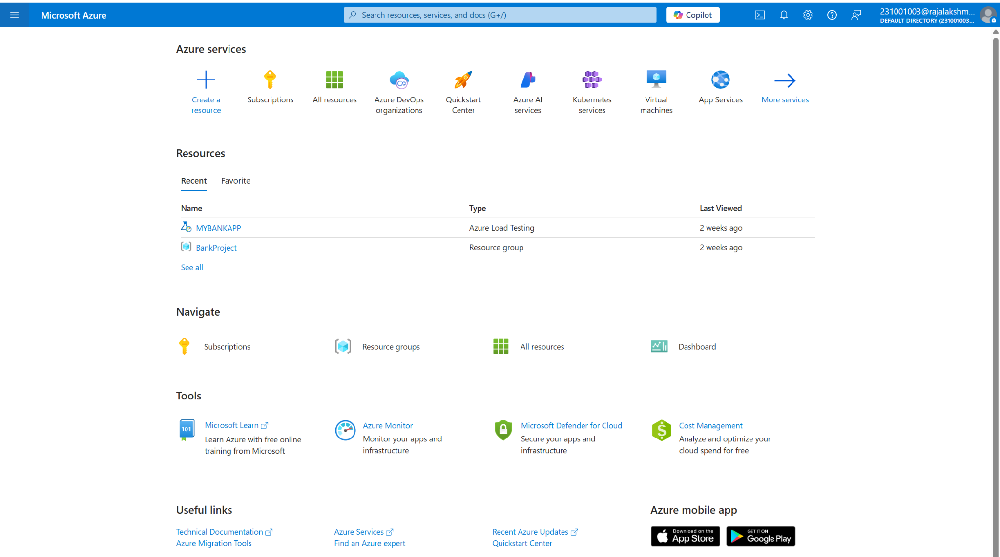 Microsoft Azure
Search resources, services, and docs (G+/)
Copilot
231001003@rajalakshm...
DEFAULT DIRECTORY (231001003...
Azure services
Create a
resource
Subscriptions
All resources
Azure DevOps
organizations
Quickstart
Center
Azure AI
services
Kubernetes
services
Virtual
machines
App Services
More services
Resources
Recent Favorite
Name Type Last Viewed
MYBANKAPP Azure Load Testing 2 weeks ago
BankProject Resource group 2 weeks ago
See all
Navigate
Subscriptions Resource groups All resources Dashboard
Tools
101
Microsoft Learn
Learn Azure with free online
training from Microsoft
Azure Monitor
Monitor your apps and
infrastructure
Microsoft Defender for Cloud
Secure your apps and
infrastructure
Cost Management
Analyze and optimize your
cloud spend for free
Useful links
Technical Documentation Azure Services Recent Azure Updates
Azure Migration Tools Find an Azure expert Quickstart Center
Azure mobile app
Download on the
App Store
GET IT ON
Google Play